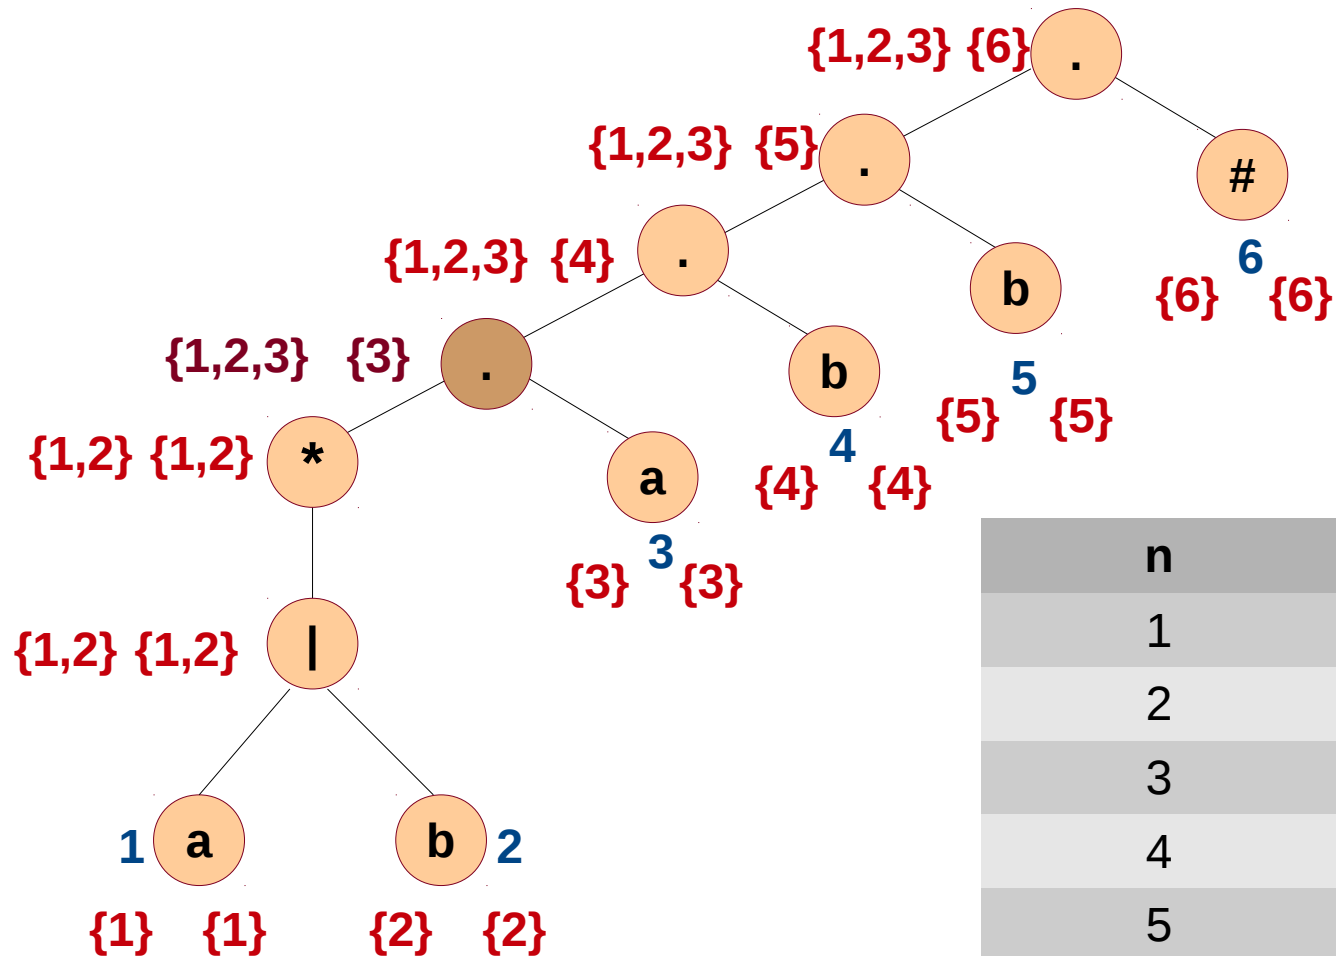 {1,2,3} {6} .
{1,2,3} {5} .
#
{1,2,3} {4} .
6
{6} {6}
b
{1,2,3} {3} .
b
5
{5} {5}
{1,2} {1,2} *
a
4
{4} {4}
3
{3} {3}
n
1
2
3
4
5
{1,2} {1,2} |
1 a
b 2
{1} {1}
{2} {2}